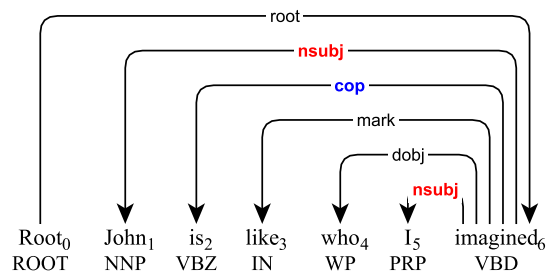 root
nsubj
cop
mark
dobj
nsubj
Root0 John1 is2 like3 who4 I5 imagined6
ROOT NNP VBZ IN WP PRP VBD